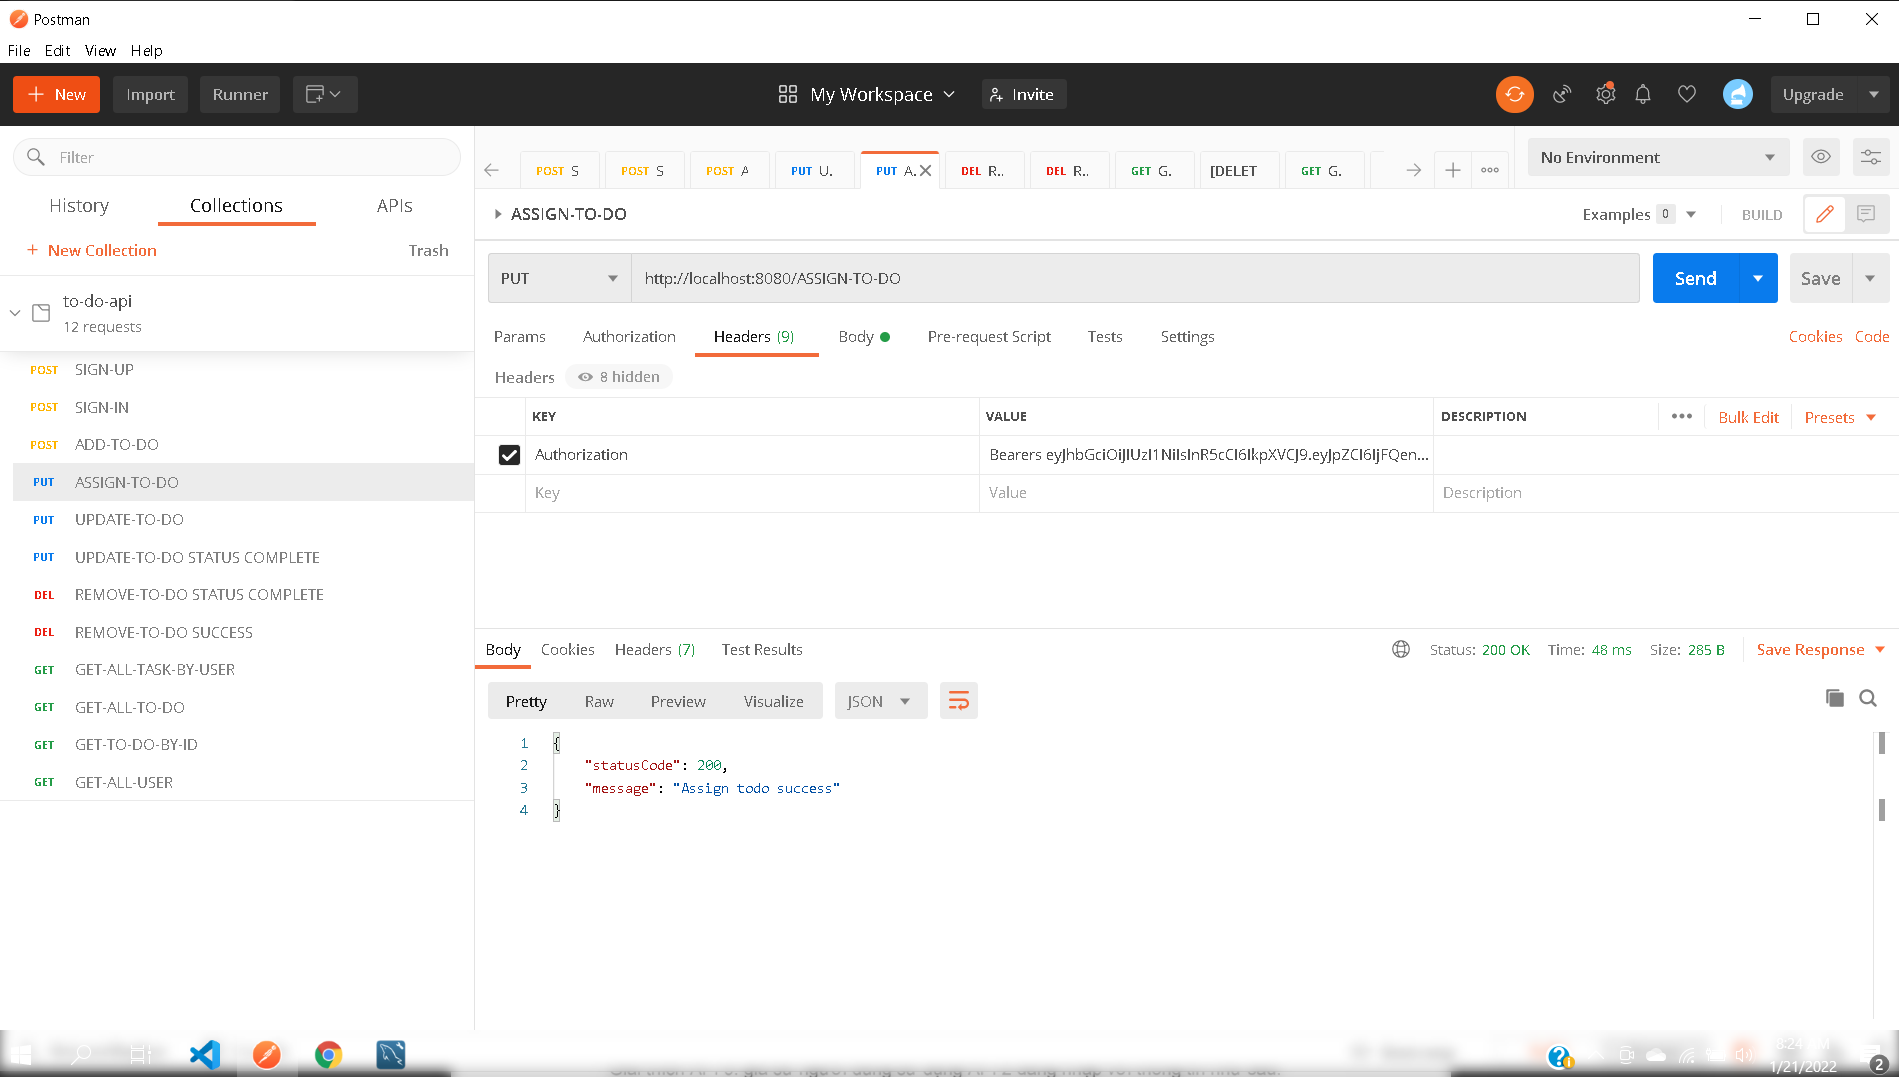 Postman
File Edit View Help
+ New Import Runner My Workspace Invite Upgrade
Filter
History Collections APIs
+ New Collection Trash
to-do-api
12 requests
POST SIGN-UP
POST SIGN-IN
POST ADD-TO-DO
PUT ASSIGN-TO-DO
PUT UPDATE-TO-DO
PUT UPDATE-TO-DO STATUS COMPLETE
DEL REMOVE-TO-DO STATUS COMPLETE
DEL REMOVE-TO-DO SUCCESS
GET GET-ALL-TASK-BY-USER
GET GET-ALL-TO-DO
GET GET-TO-DO-BY-ID
GET GET-ALL-USER
POST S POST S POST A PUT U. PUT A. DEL R.. DEL R.. GET G. [DELET GET G.
No Environment
ASSIGN-TO-DO
Examples 0 BUILD
PUT http://localhost:8080/ASSIGN-TO-DO Send Save
Params Authorization Headers (9) Body Pre-request Script Tests Settings Cookies Code
Headers 8 hidden
KEY VALUE DESCRIPTION ••• Bulk Edit Presets
Authorization Bearers eyJhbGciOiJIUzI1NiIsInR5cCI6IkpXVCJ9.eyJpZCI6IjFQen...
Key Value Description
Body Cookies Headers (7) Test Results Status: 200 OK Time: 48 ms Size: 285 B Save Response
Pretty Raw Preview Visualize JSON
1 {
2 "statusCode": 200,
3 "message": "Assign todo success"
4 }
8:24 AM
1/21/2022
2